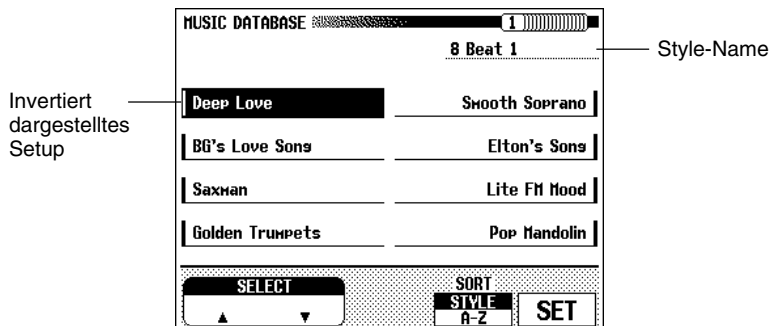 MUSIC DATABASE 1
8 Beat 1
Style-Name
Invertiert
dargestelltes
Setup
Deep Love
Smooth Soprano
BG's Love Song
Elton's Song
Saxman
Lite FM Mood
Golden Trumpets
Pop Mandolin
SELECT
▲ ▼
SORT
STYLE
A-Z
SET